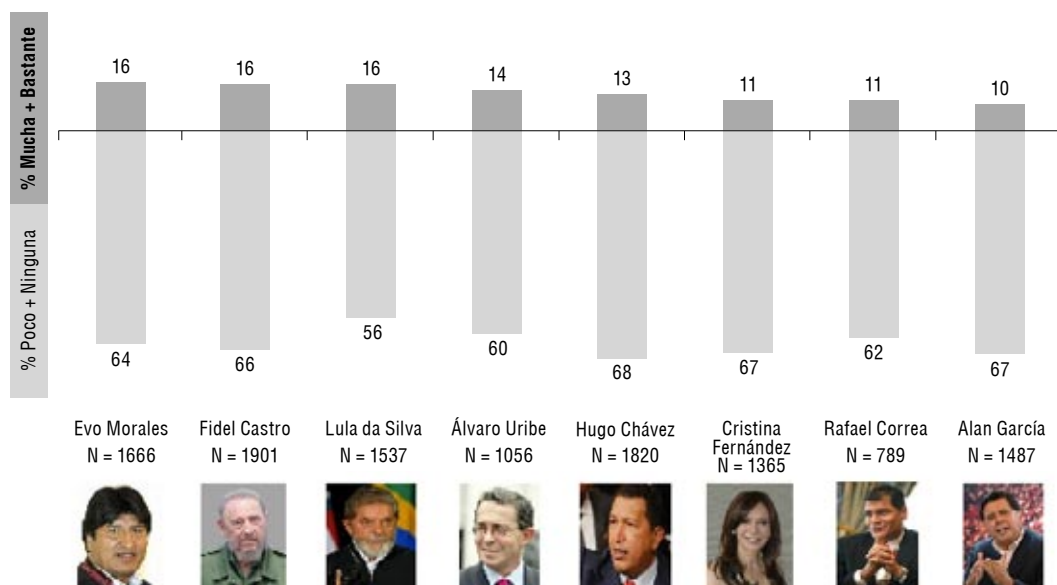 % Mucha + Bastante
% Poco + Ninguna
16 16 16 14 13 11 11 10
64 66 56 60 68 67 62 67
Evo Morales
N = 1666
Fidel Castro
N = 1901
Lula da Silva
N = 1537
Álvaro Uribe
N = 1056
Hugo Chávez
N = 1820
Cristina
Fernández
N = 1365
Rafael Correa
N = 789
Alan García
N = 1487